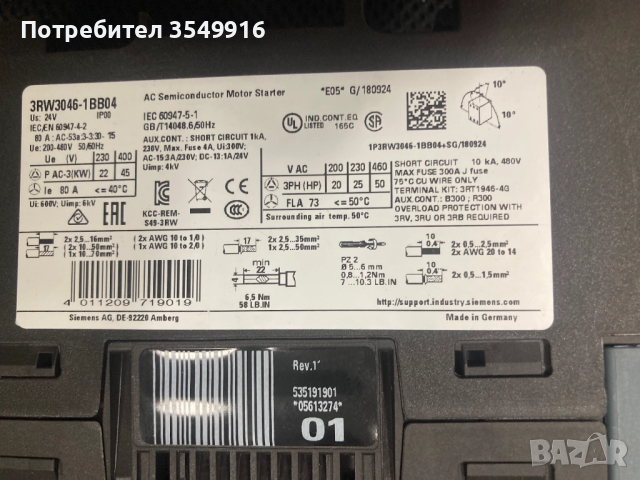 Потребител 3549916
3RW3046-1BB04
Us: 24V IP00
IEC/EN 60947-4-2
80 A: AC-53a:3-3:30- 15
Ue: 200-480V 50/60Hz
Ue (V) 230 400
P AC-3(KW) 22 45
Ie 80 A <= 40°C
Ui: 600V; Uimp: 6kV
AC Semiconductor Motor Starter
IEC 60947-5-1
GB/T14048.6,50Hz
AUX.CONT.: SHORT CIRCUIT 1kA,
230V, Max. Fuse 4A, Ui:300V;
AC-15:3A/230V; DC-13:1A/24V
Uimp: 4kV
EAC
KCC-REM-
S49-3RW
CCC
*E05* G/180924
UL
LISTED
IND.CONT.EQ.
165C
10°
10°
1P3RW3046-1BB04+SG/180924
V AC 200 230 460
3PH (HP) 20 25 50
FLA 73 <= 50°C
Surrounding air temp. 50°C
SHORT CIRCUIT 10 kA, 480V
MAX FUSE 300A J fuse
75°C CU WIRE ONLY
TERMINAL KIT: 3RT1946-4G
AUX.CONT.: B300 ; R300
OVERLOAD PROTECTION WITH
3RV, 3RU OR 3RB REQUIRED
2x 2,5...16mm²
2x 10...50mm²
1x 10...70mm²
17
2x AWG 10 to 1/0
1x AWG 10 to 2/0
17
2x 2,5...35mm²
1x 2,5...50mm²
min
22
4
6,5 Nm
58 LB.IN
PZ 2
Ø 5...6 mm
0,8...1,2Nm
7 ...10.3 LB.IN
10
0,4
2x 0,5...2,5mm²
2x AWG 20 to 14
10
0,4
2x 0,5...1,5mm²
4 011209 719019
http://support.industry.siemens.com
Siemens AG, DE-92220 Amberg
Made in Germany
Rev.1
535191901
*05613274*
01
BAZAR